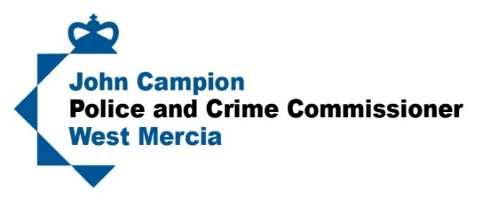 John Campion
Police and Crime Commissioner
West Mercia